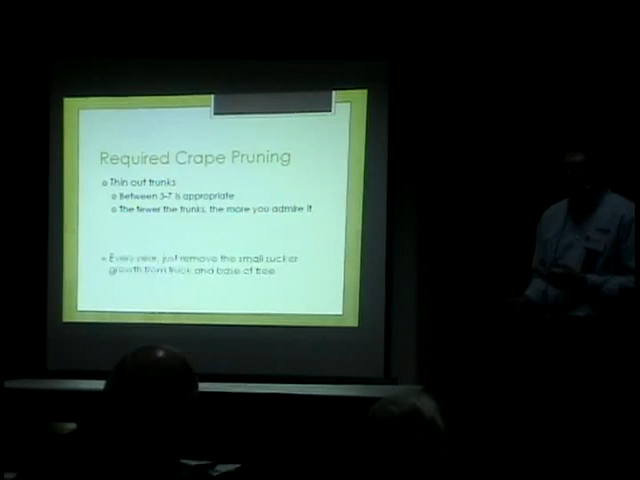 Required Crape Pruning
Thin out trunks
Between 3-7 is appropriate
The fewer the trunks, the more you admire it
Every year, just remove the small sucker
growth from truck and base of tree